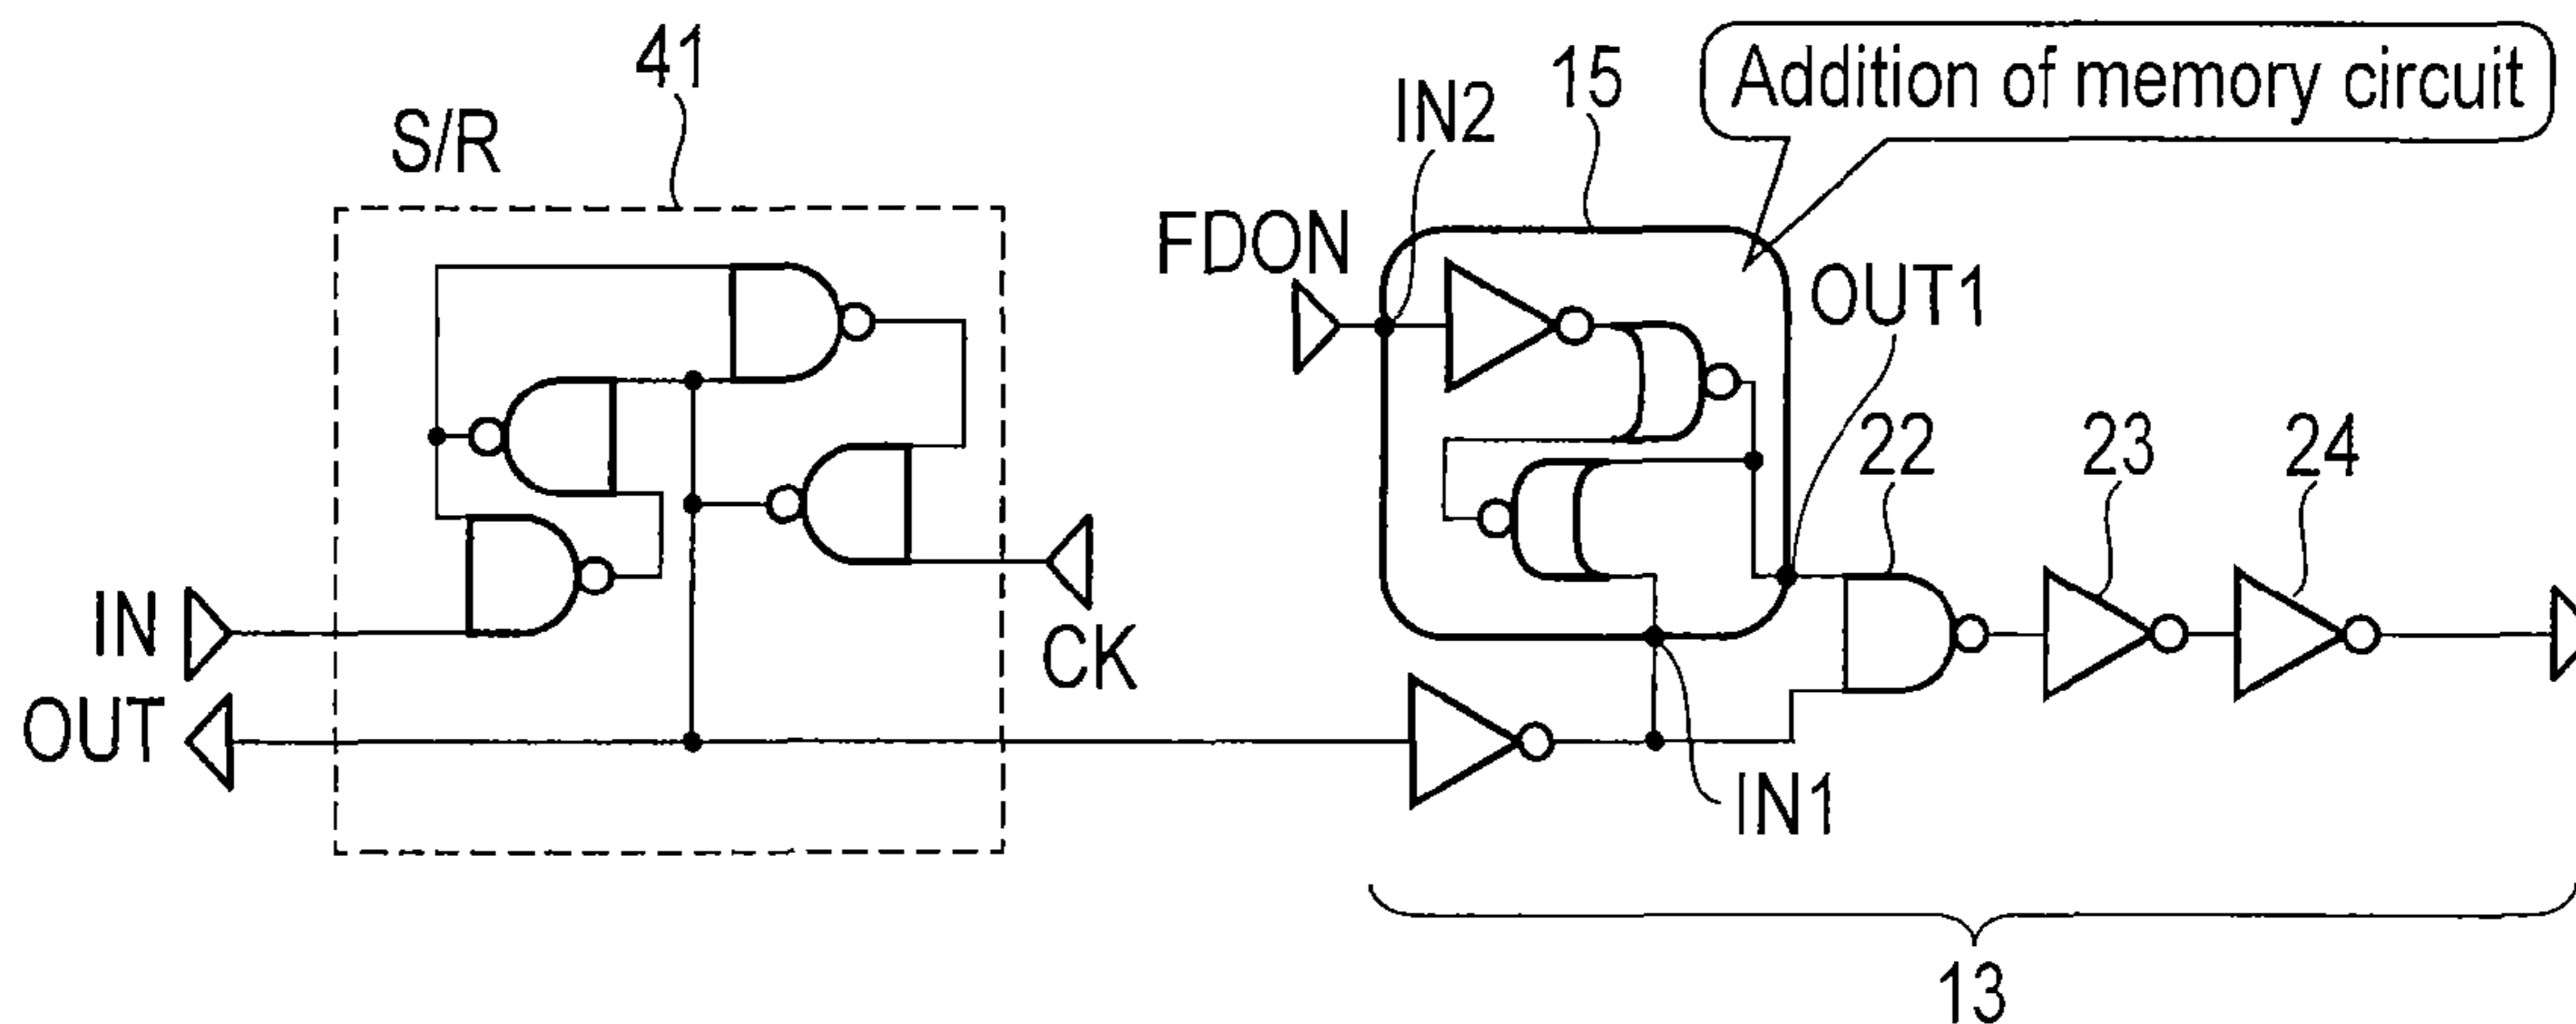 41
S/R
IN2
15
Addition of memory circuit
FDON
OUT1
22
23
24
IN
CK
OUT
IN1
13